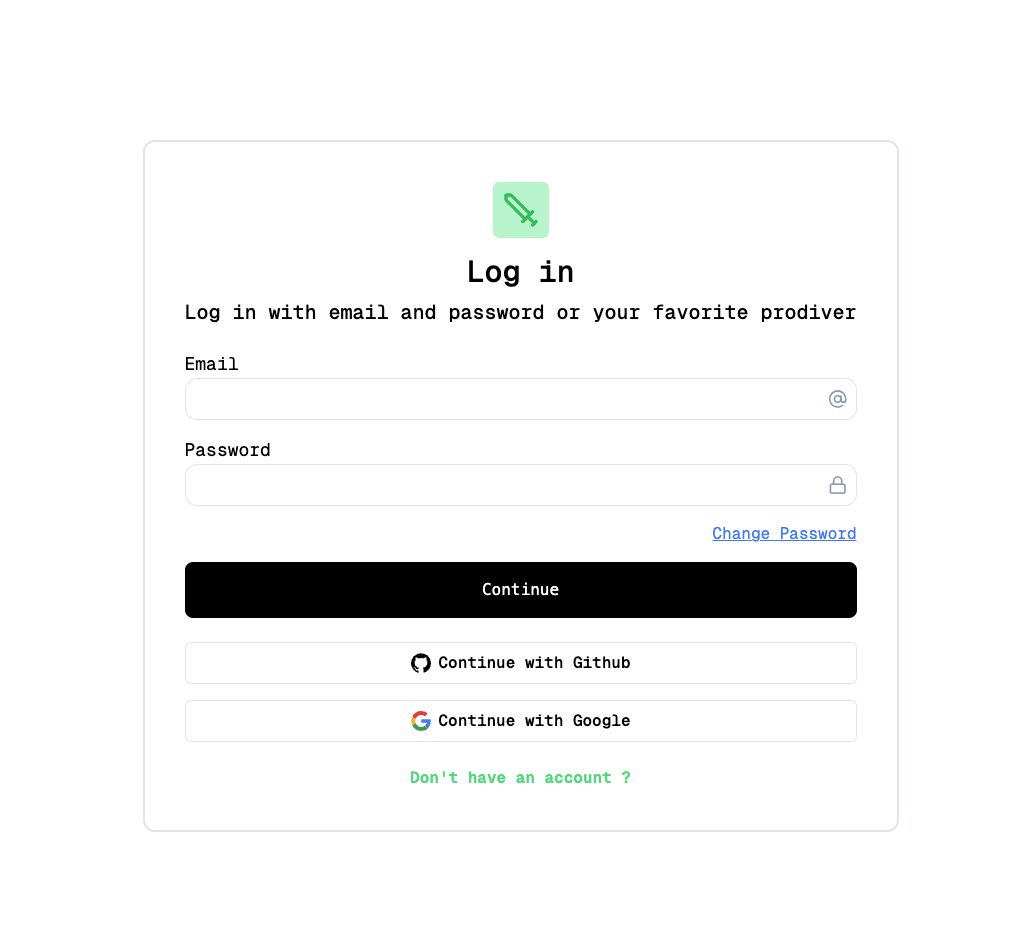 Log in
Log in with email and password or your favorite prodiver
Email
@
Password
Change Password
Continue
Continue with Github
Continue with Google
Don't have an account ?